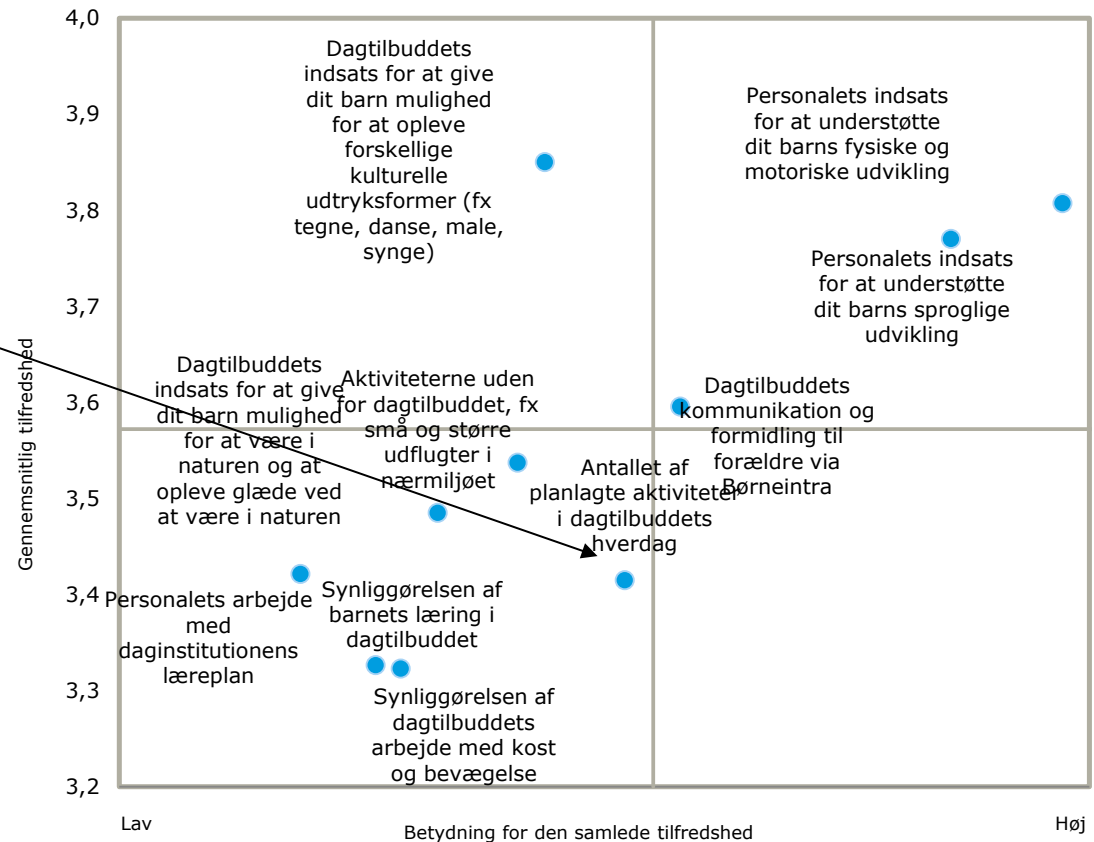 4,0
3,9
3,8
3,7
3,6
3,5
3,4
3,3
3,2
Gennemsnitlig tilfredshed
Dagtilbuddets
indsats for at give
dit barn mulighed
for at opleve
forskellige
kulturelle
udtryksformer (fx
tegne, danse, male,
synge)
Personalets indsats
for at understøtte
dit barns fysiske og
motoriske udvikling
Personalets indsats
for at understøtte
dit barns sproglige
udvikling
Dagtilbuddets
indsats for at give
dit barn mulighed
for at være i
naturen og at
opleve glæde ved
at være i naturen
Aktiviteterne uden
for dagtilbuddet, fx
små og større
udflugter i
nærmiljøet
Dagtilbuddets
kommunikation og
formidling til
forældre via
Børneintra
Antallet af
planlagte aktiviteter
i dagtilbuddets
hverdag
Personalets arbejde
med
daginstitutionens
læreplan
Synliggørelsen af
barnets læring i
dagtilbuddet
Synliggørelsen af
dagtilbuddets
arbejde med kost
og bevægelse
Lav
Betydning for den samlede tilfredshed
Høj